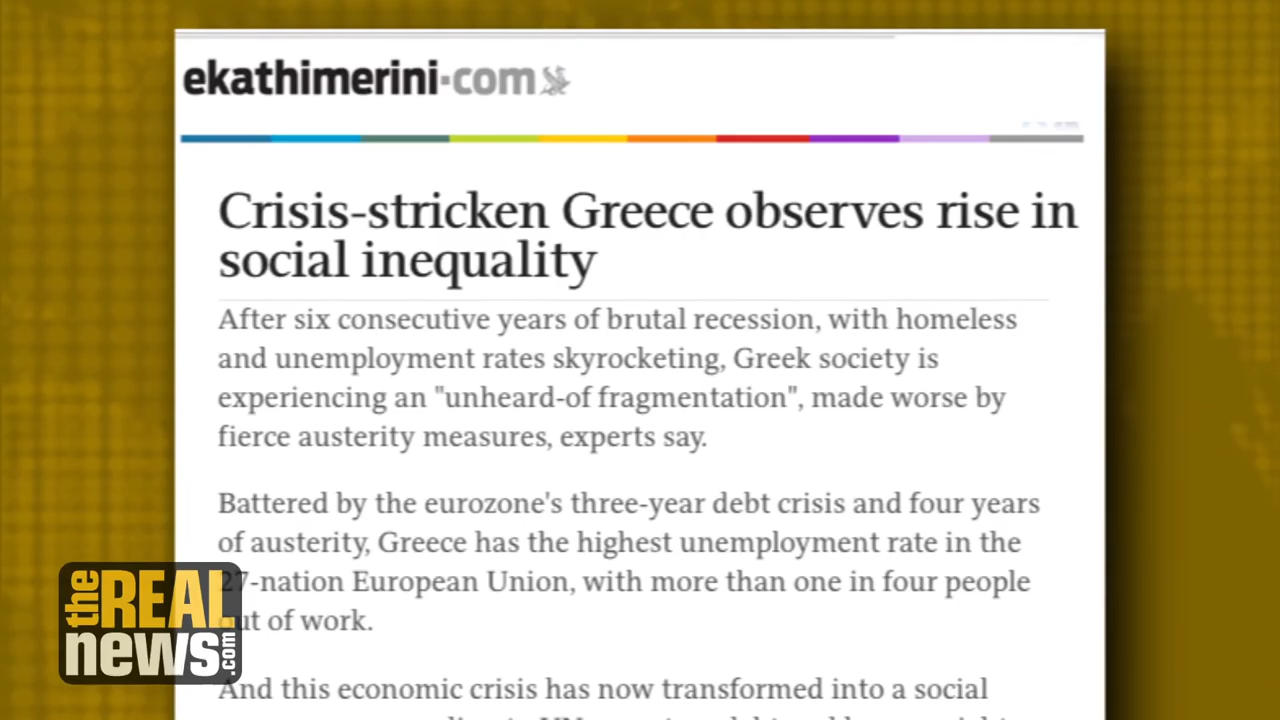 ekathimerini·com
Crisis-stricken Greece observes rise in
social inequality
After six consecutive years of brutal recession, with homeless
and unemployment rates skyrocketing, Greek society is
experiencing an "unheard-of fragmentation", made worse by
fierce austerity measures, experts say.
Battered by the eurozone's three-year debt crisis and four years
of austerity, Greece has the highest unemployment rate in the
27-nation European Union, with more than one in four people
out of work.
And this economic crisis has now transformed into a social
the REAL
news.com